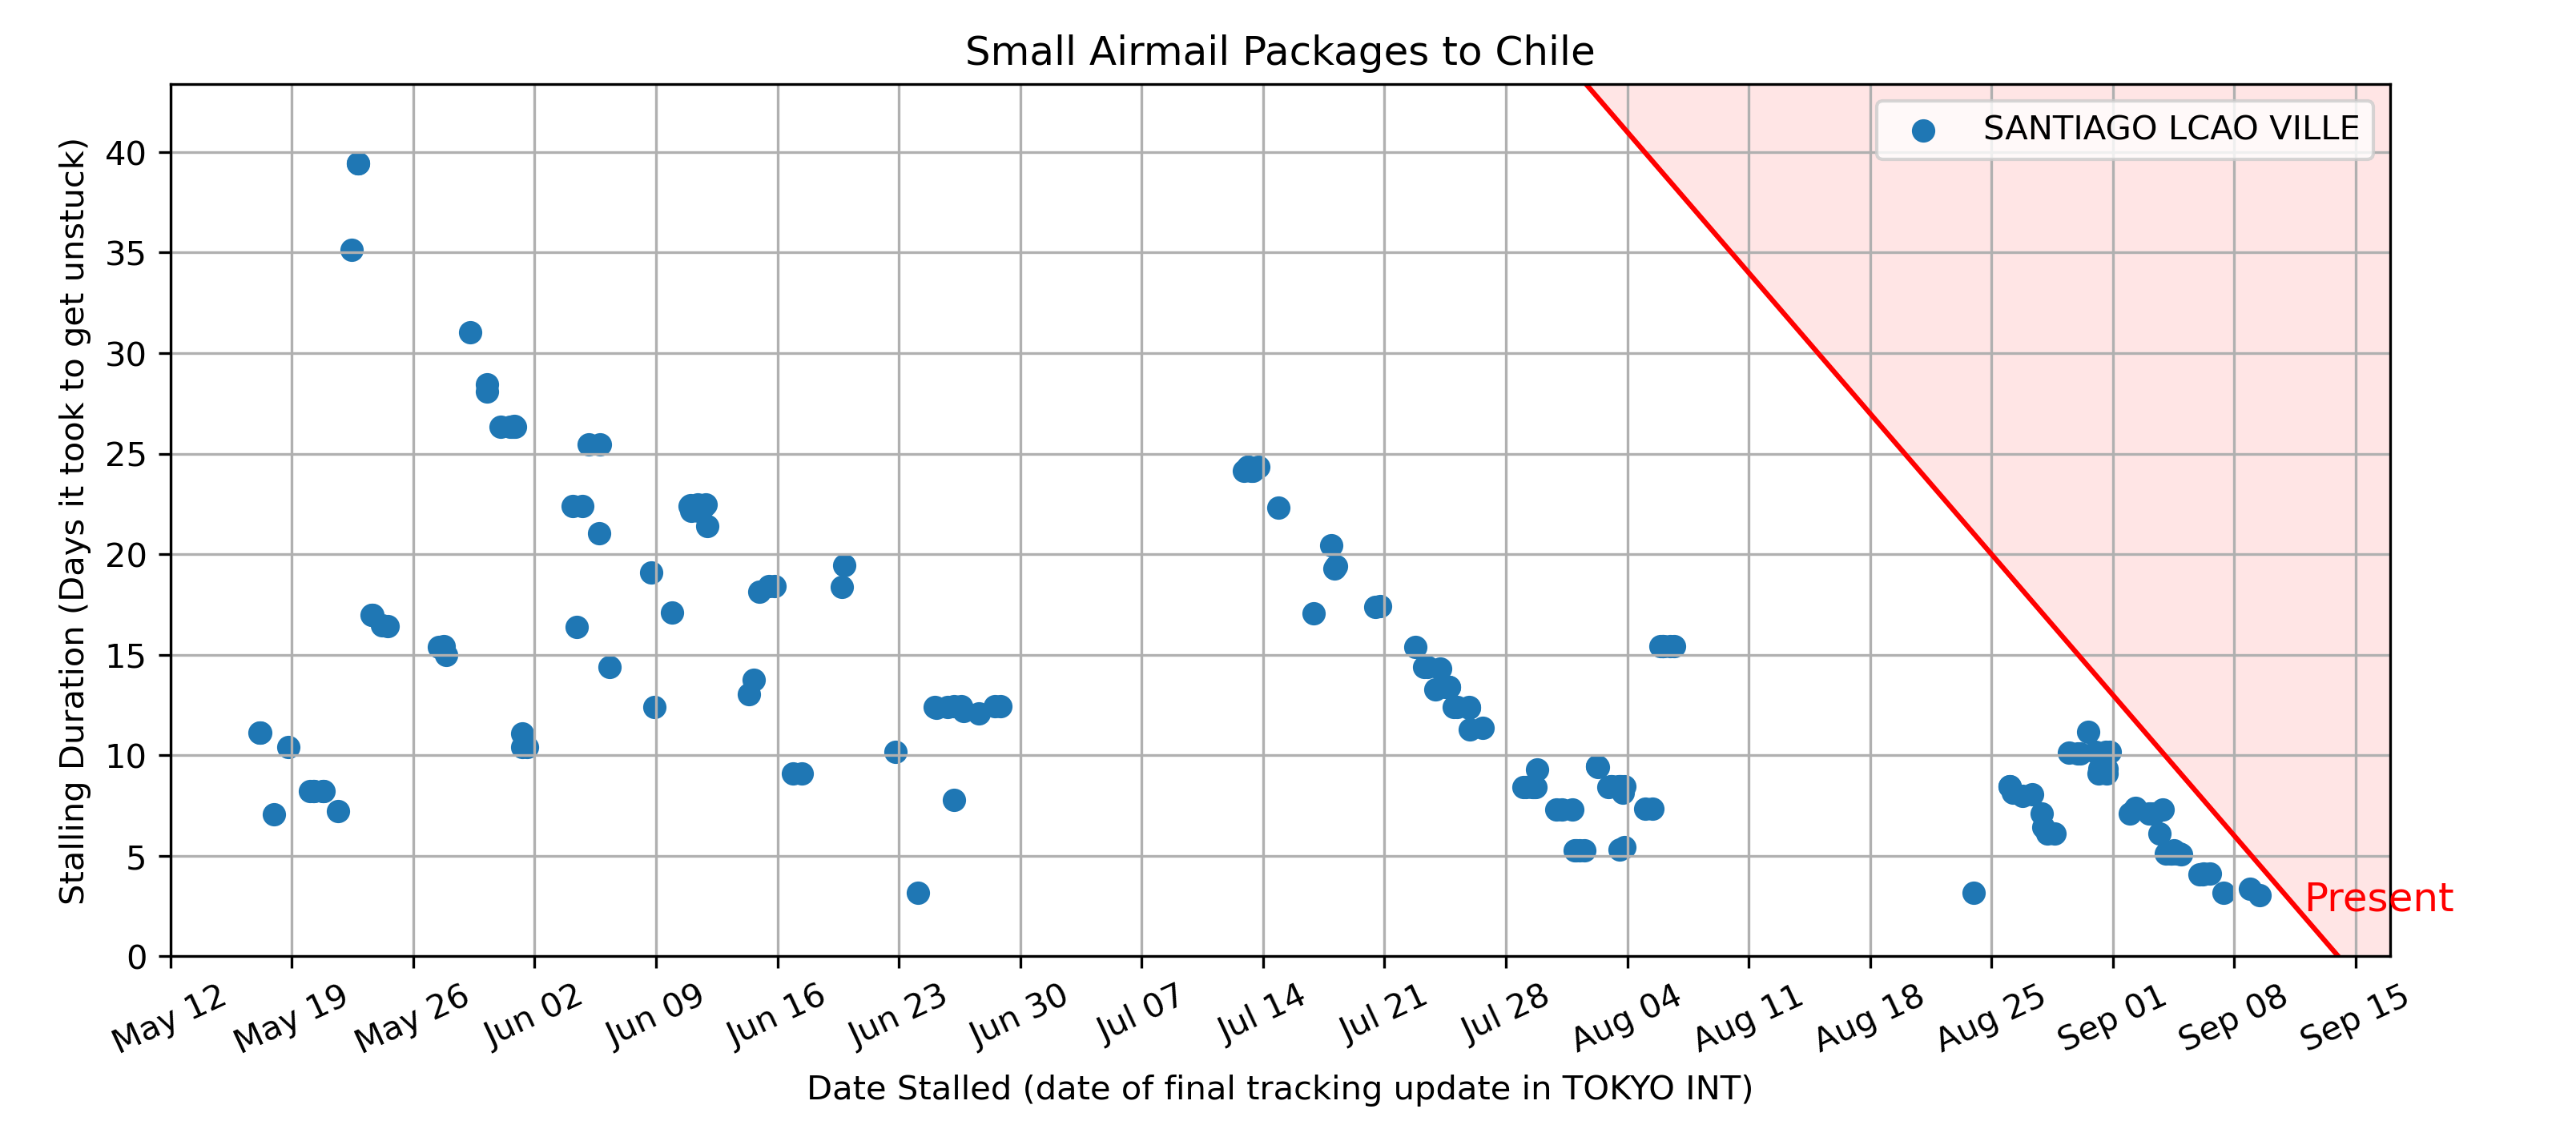 Small Airmail Packages to Chile
SANTIAGO LCAO VILLE
Stalling Duration (Days it took to get unstuck)
40
35
30
25
20
15
10
5
0
Present
May 12
May 19
May 26
Jun 02
Jun 09
Jun 16
Jun 23
Jun 30
Jul 07
Jul 14
Jul 21
Jul 28
Aug 04
Aug 11
Aug 18
Aug 25
Sep 01
Sep 08
Sep 15
Date Stalled (date of final tracking update in TOKYO INT)